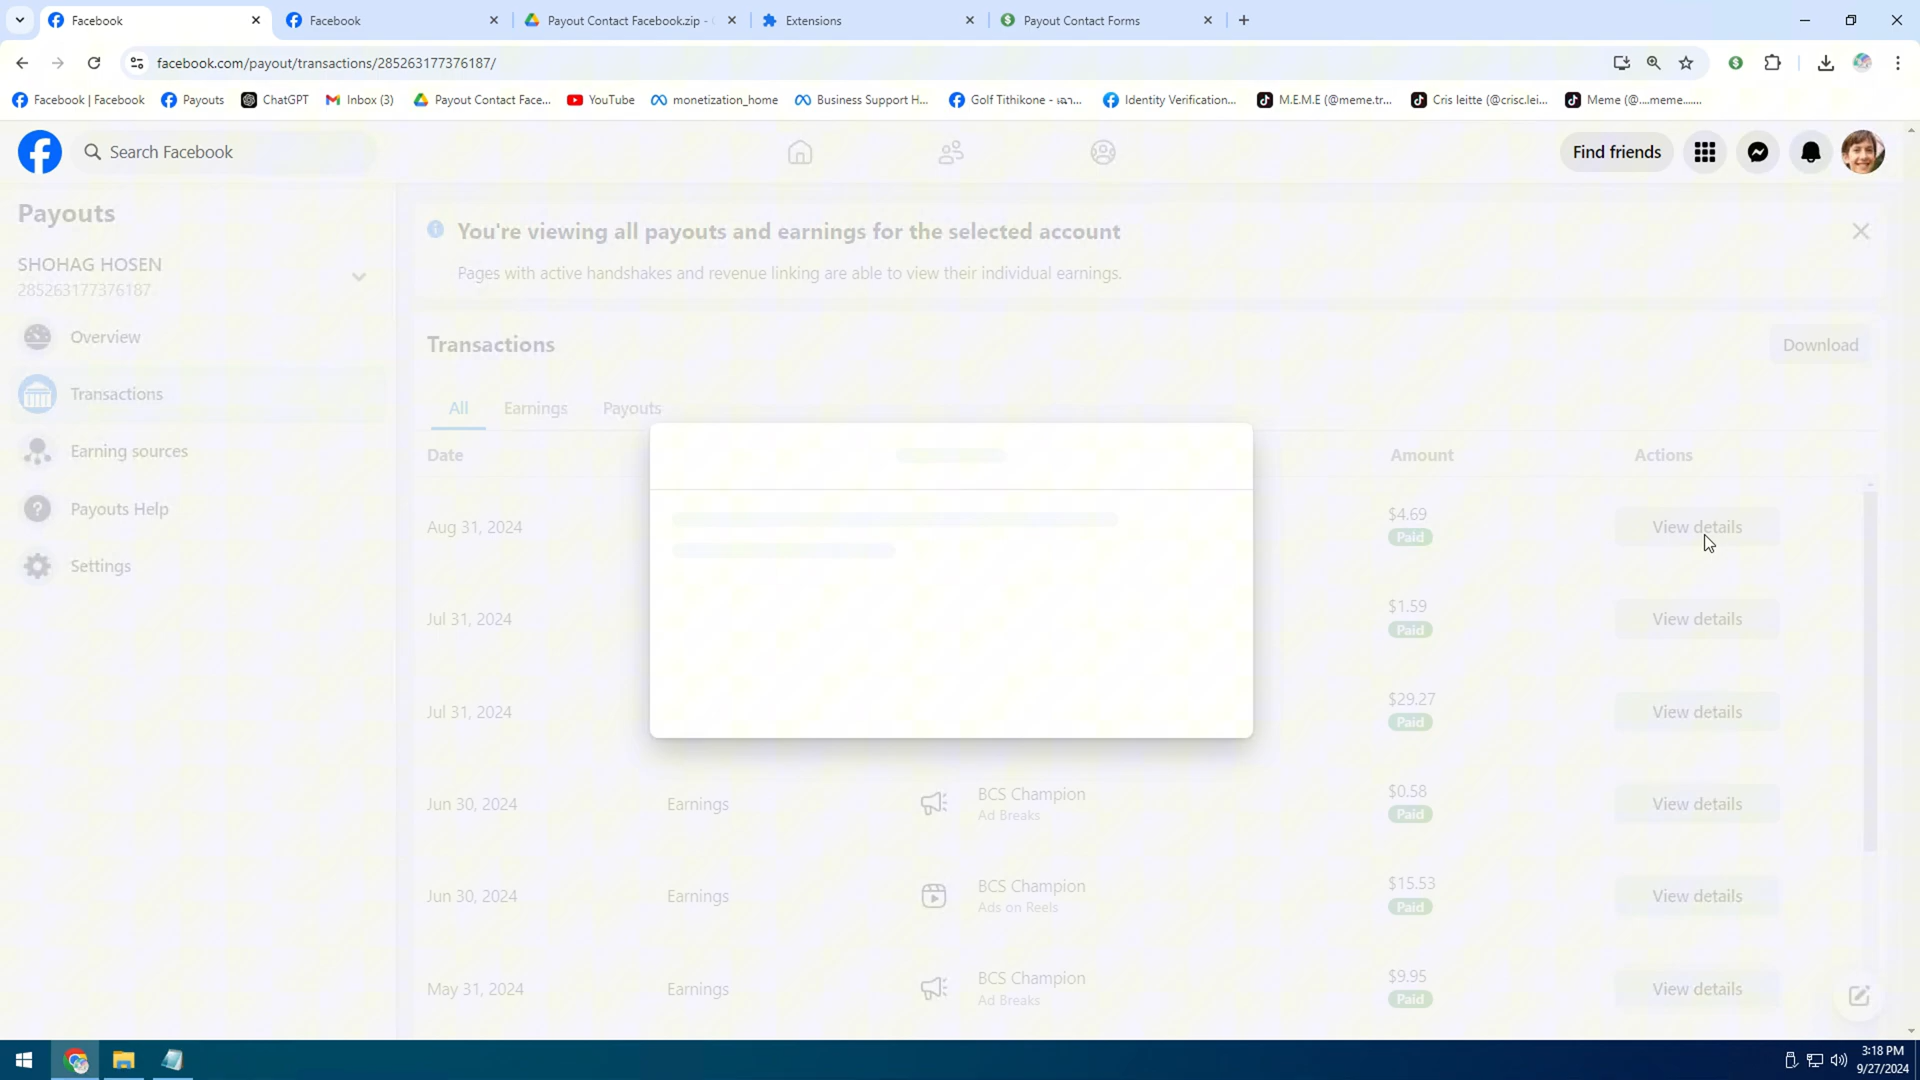 Facebook
Facebook
Payout Contact Facebook.zip -
Extensions
Payout Contact Forms
facebook.com/payout/transactions/285263177376187/
Facebook | Facebook
Payouts
ChatGPT
Inbox (3)
Payout Contact Face...
YouTube
monetization_home
Business Support H...
Golf Tithikone -
Identity Verification...
M.E.M.E (@meme.tr...
Cris leitte (@crisc.lei...
Meme (@....meme.......
Search Facebook
Find friends
Payouts
SHOHAG HOSEN
285263177376187
Overview
Transactions
Earning sources
Payouts Help
Settings
You're viewing all payouts and earnings for the selected account
Pages with active handshakes and revenue linking are able to view their individual earnings.
Transactions
Download
All
Earnings
Payouts
Date
Amount
Actions
Aug 31, 2024
$4.69
Paid
View details
Jul 31, 2024
$1.59
Paid
View details
Jul 31, 2024
$29.27
Paid
View details
Jun 30, 2024
Earnings
BCS Champion
Ad Breaks
$0.58
Paid
View details
Jun 30, 2024
Earnings
BCS Champion
Ads on Reels
$15.53
Paid
View details
May 31, 2024
Earnings
BCS Champion
Ad Breaks
$9.95
Paid
View details
3:18 PM
9/27/2024